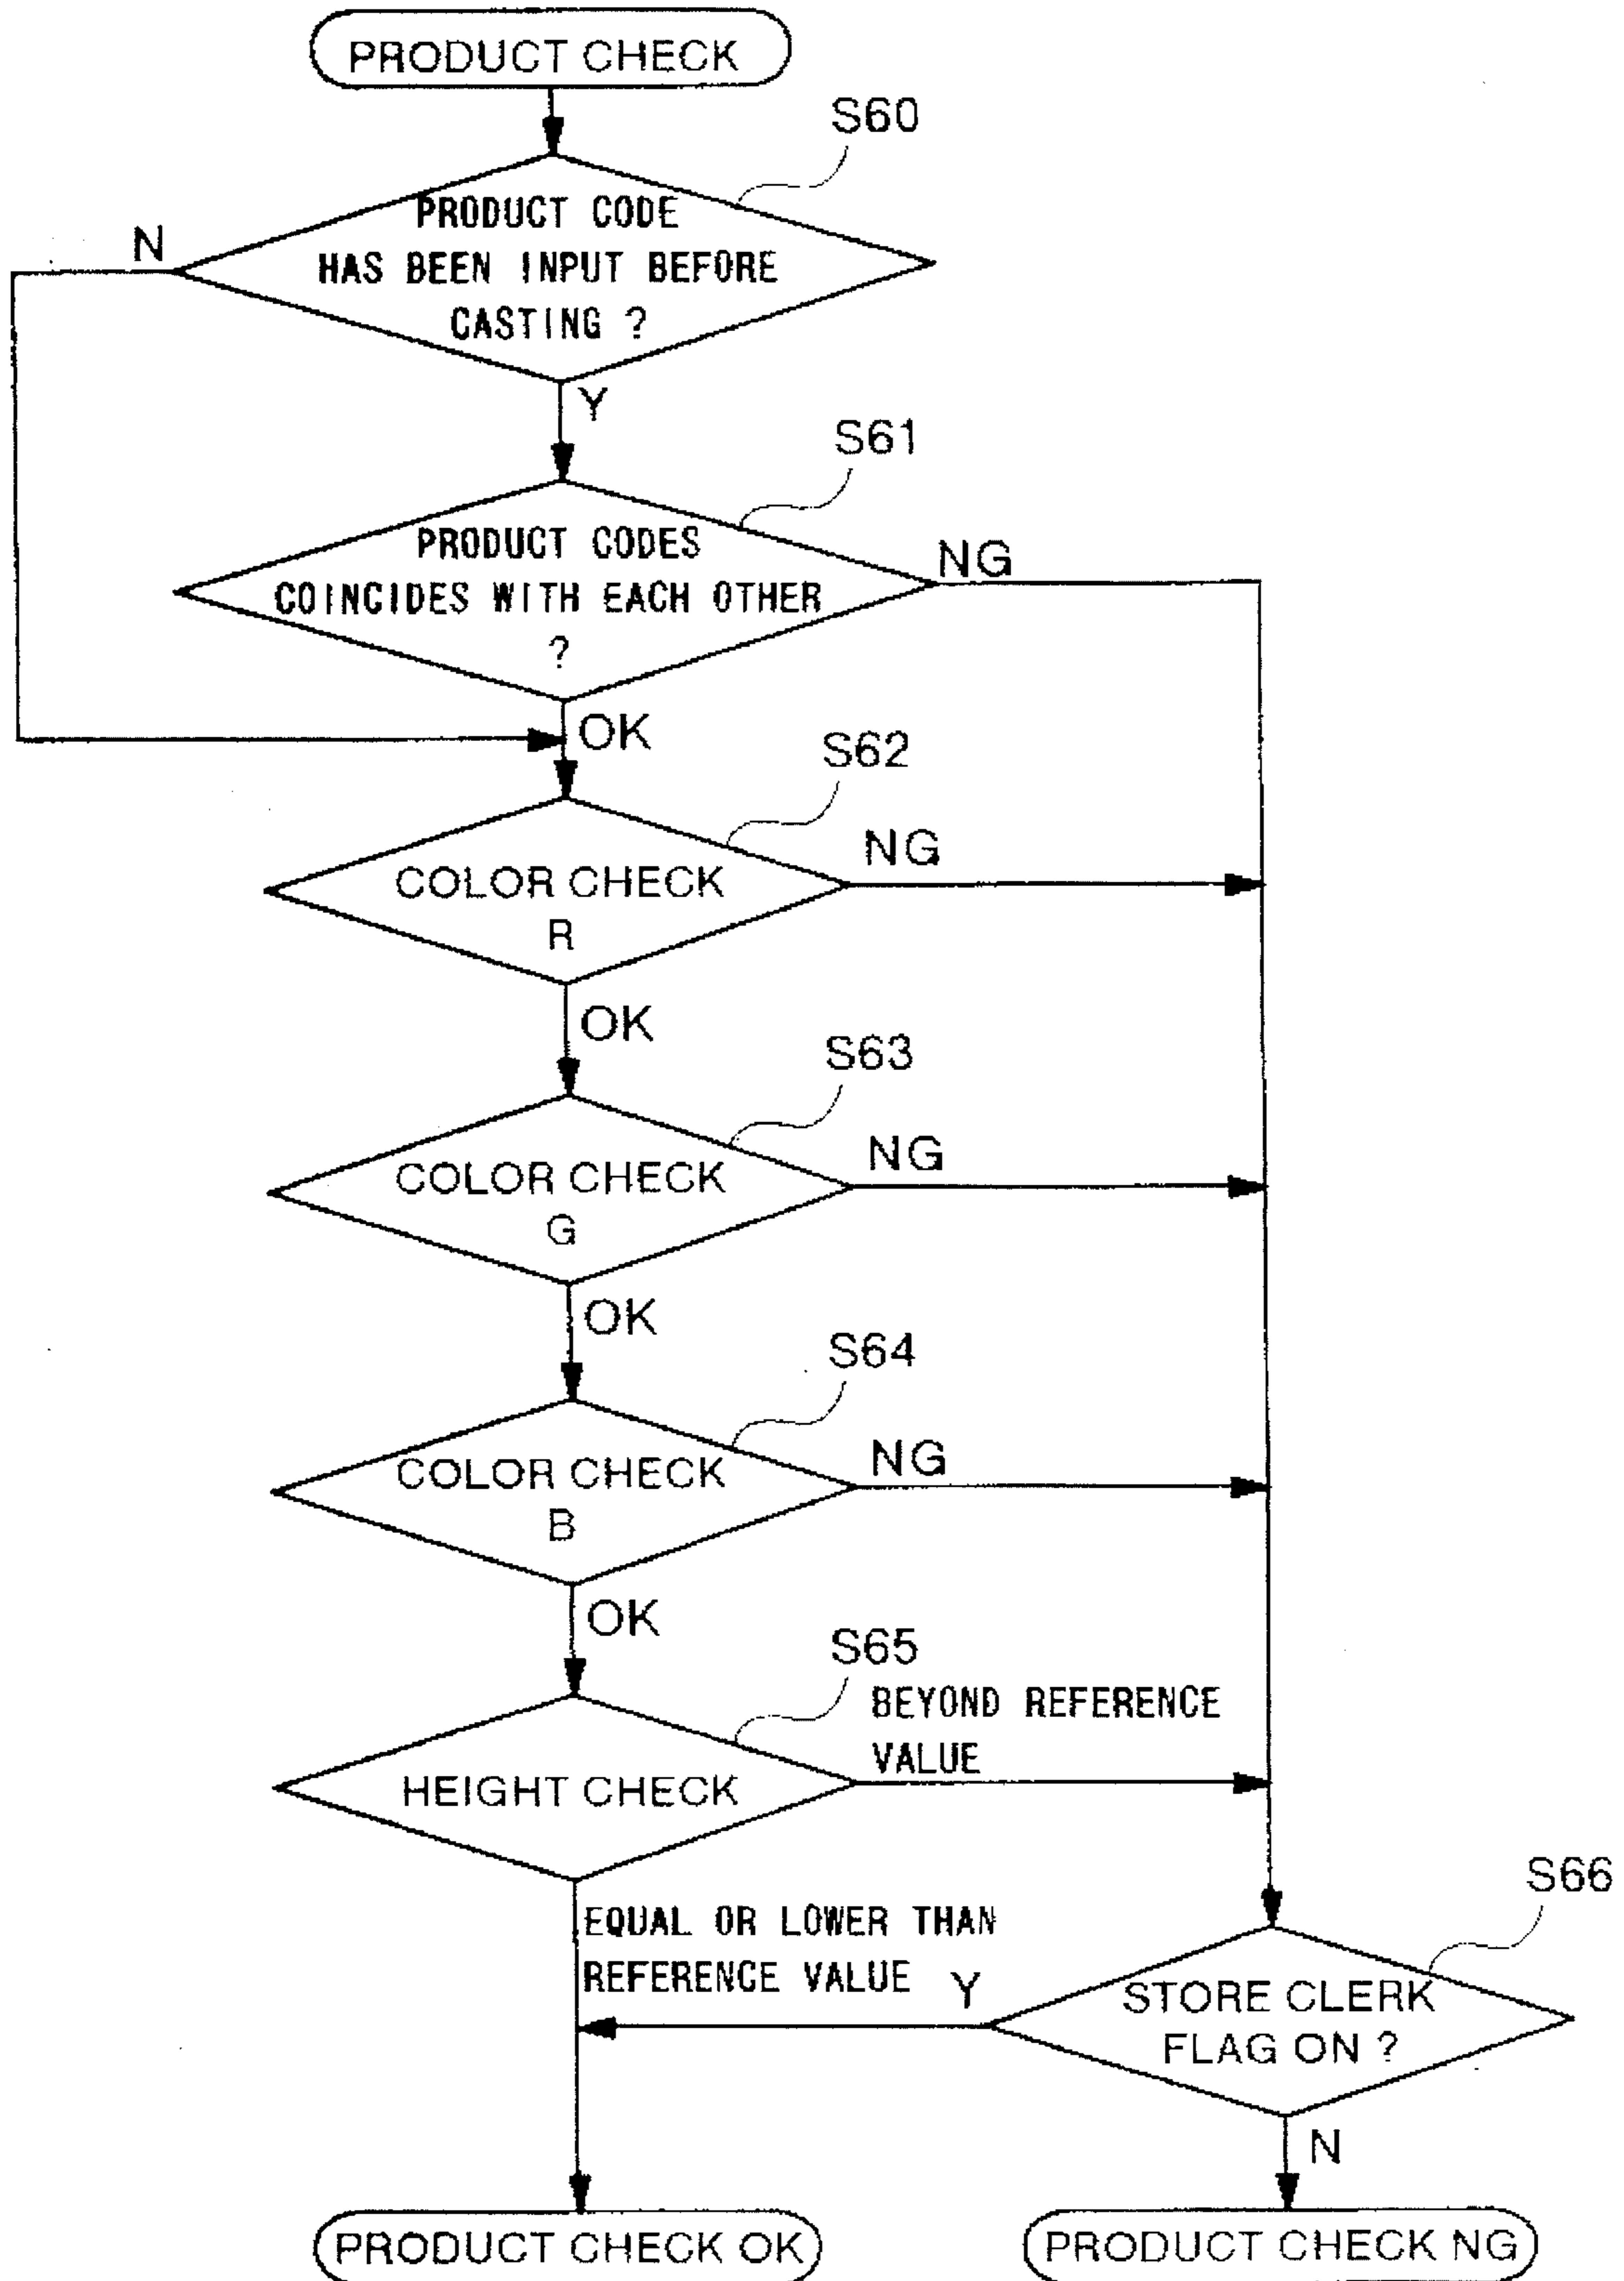 PRODUCT CHECK
S60
PRODUCT CODE
HAS BEEN INPUT BEFORE
CASTING ?
N
Y
S61
PRODUCT CODES
COINCIDES WITH EACH OTHER
?
NG
OK
S62
COLOR CHECK
R
NG
OK
S63
COLOR CHECK
G
NG
OK
S64
COLOR CHECK
B
NG
OK
S65
HEIGHT CHECK
BEYOND REFERENCE
VALUE
EQUAL OR LOWER THAN
REFERENCE VALUE
S66
STORE CLERK
FLAG ON ?
Y
N
PRODUCT CHECK OK
PRODUCT CHECK NG